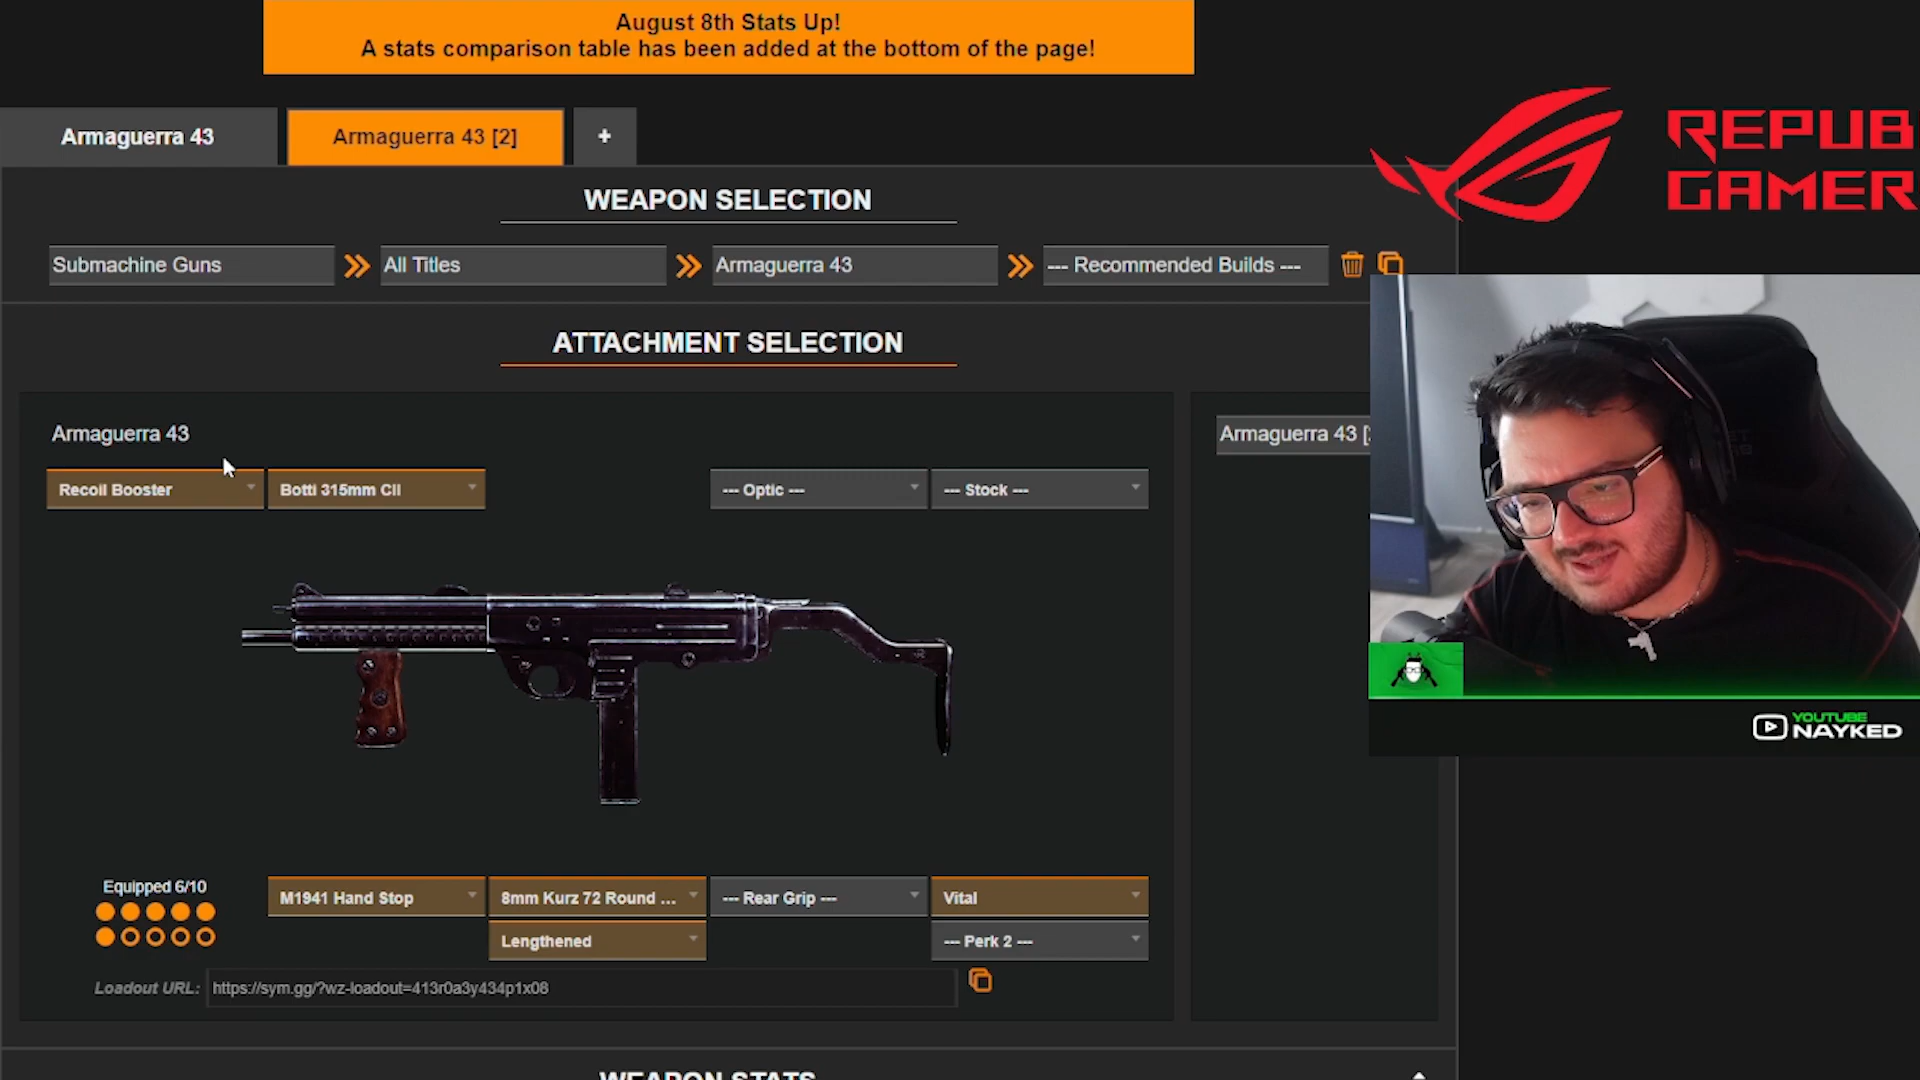 August 8th Stats Up!
A stats comparison table has been added at the bottom of the page!
Armaguerra 43
Armaguerra 43 [2]
+
REPUB
GAMER
WEAPON SELECTION
Submachine Guns
All Titles
Armaguerra 43
--- Recommended Builds ---
ATTACHMENT SELECTION
Armaguerra 43
Armaguerra 43 [
Recoil Booster
Botti 315mm CII
--- Optic ---
--- Stock ---
YOUTUBE
NAYKED
Equipped 6/10
M1941 Hand Stop
8mm Kurz 72 Round ...
--- Rear Grip ---
Vital
Lengthened
--- Perk 2 ---
Loadout URL:
https://sym.gg/?wz-loadout=413r0a3y434p1x08
WEAPON STATS